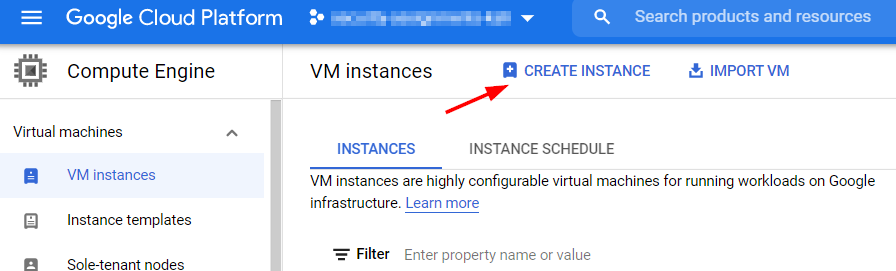 Google Cloud Platform
Search products and resources
Compute Engine
VM instances
CREATE INSTANCE
IMPORT VM
Virtual machines
VM instances
Instance templates
Sole-tenant nodes
INSTANCES
INSTANCE SCHEDULE
VM instances are highly configurable virtual machines for running workloads on Google
infrastructure. Learn more
Filter
Enter property name or value